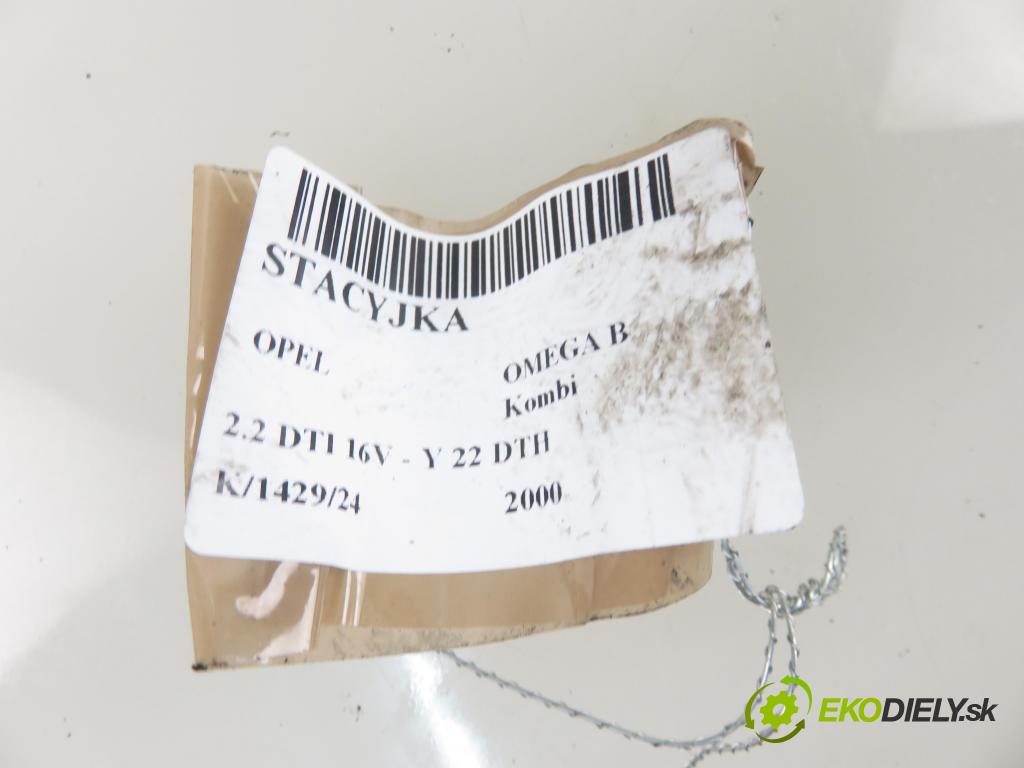 STACYJKA
OPEL OMEGA B
Kombi
2.2 DTI 16V - Y 22 DTH
K/1429/24 2000
EKODIELY.sk